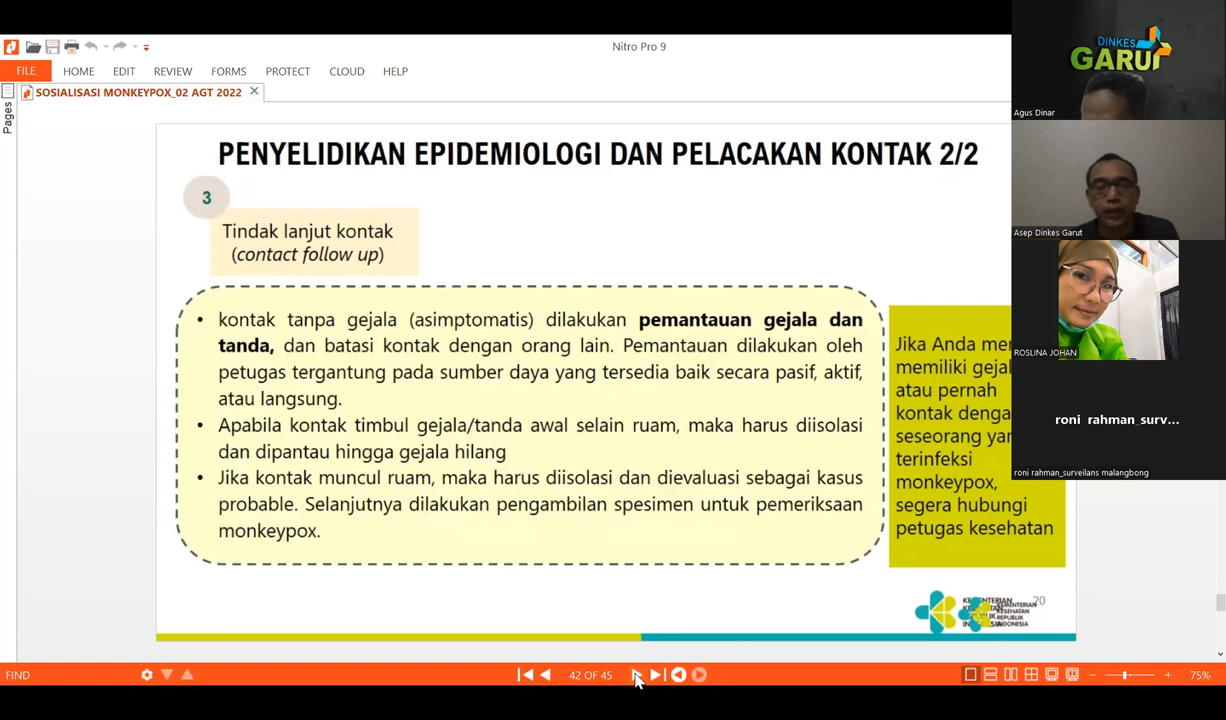 Nitro Pro 9
FILE HOME EDIT REVIEW FORMS PROTECT CLOUD HELP
SOSIALISASI MONKEYPOX_02 AGT 2022
Pages
PENYELIDIKAN EPIDEMIOLOGI DAN PELACAKAN KONTAK 2/2
3
Tindak lanjut kontak
(contact follow up)
• kontak tanpa gejala (asimptomatis) dilakukan pemantauan gejala dan
tanda, dan batasi kontak dengan orang lain. Pemantauan dilakukan oleh
petugas tergantung pada sumber daya yang tersedia baik secara pasif, aktif,
atau langsung.
• Apabila kontak timbul gejala/tanda awal selain ruam, maka harus diisolasi
dan dipantau hingga gejala hilang
• Jika kontak muncul ruam, maka harus diisolasi dan dievaluasi sebagai kasus
probable. Selanjutnya dilakukan pengambilan spesimen untuk pemeriksaan
monkeypox.
Jika Anda
memiliki
atau pernah
kontak
seseorang
terinfeksi
monkeypox,
segera hubungi
petugas kesehatan
KEMENTERIAN
KESEHATAN
REPUBLIK
INDONESIA
20
DINKES
GARUT
Agus Dinar
Asep Dinkes Garut
ROSLINA JOHAN
roni rahman_surv...
roni rahman_surveilans malangbong
FIND
42 OF 45
75%